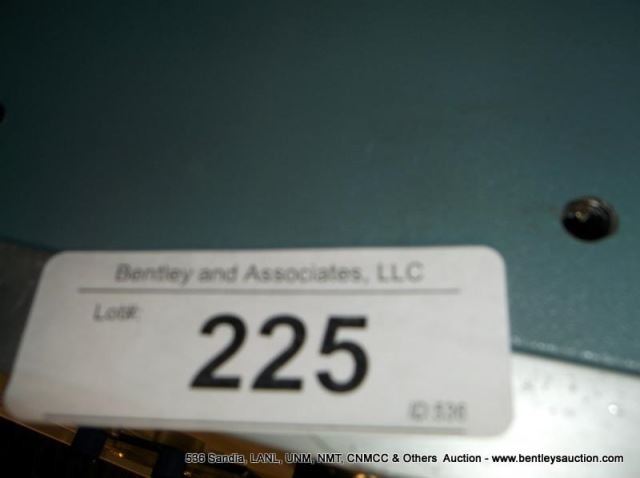 Bentley and Associates, LLC
Lot#:
225
ID 536
536 Sandia, LANL, UNM, NMT, CNMCC & Others Auction - www.bentleysauction.com